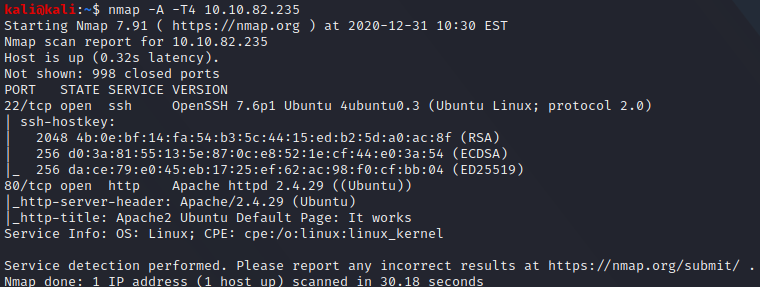 kali@kali:~$ nmap -A -T4 10.10.82.235
Starting Nmap 7.91 ( https://nmap.org ) at 2020-12-31 10:30 EST
Nmap scan report for 10.10.82.235
Host is up (0.32s latency).
Not shown: 998 closed ports
PORT   STATE SERVICE VERSION
22/tcp open  ssh     OpenSSH 7.6p1 Ubuntu 4ubuntu0.3 (Ubuntu Linux; protocol 2.0)
| ssh-hostkey:
|   2048 4b:0e:bf:14:fa:54:b3:5c:44:15:ed:b2:5d:a0:ac:8f (RSA)
|   256 d0:3a:81:55:13:5e:87:0c:e8:52:1e:cf:44:e0:3a:54 (ECDSA)
|_  256 da:ce:79:e0:45:eb:17:25:ef:62:ac:98:f0:cf:bb:04 (ED25519)
80/tcp open  http    Apache httpd 2.4.29 ((Ubuntu))
|_http-server-header: Apache/2.4.29 (Ubuntu)
|_http-title: Apache2 Ubuntu Default Page: It works
Service Info: OS: Linux; CPE: cpe:/o:linux:linux_kernel
Service detection performed. Please report any incorrect results at https://nmap.org/submit/ .
Nmap done: 1 IP address (1 host up) scanned in 30.18 seconds